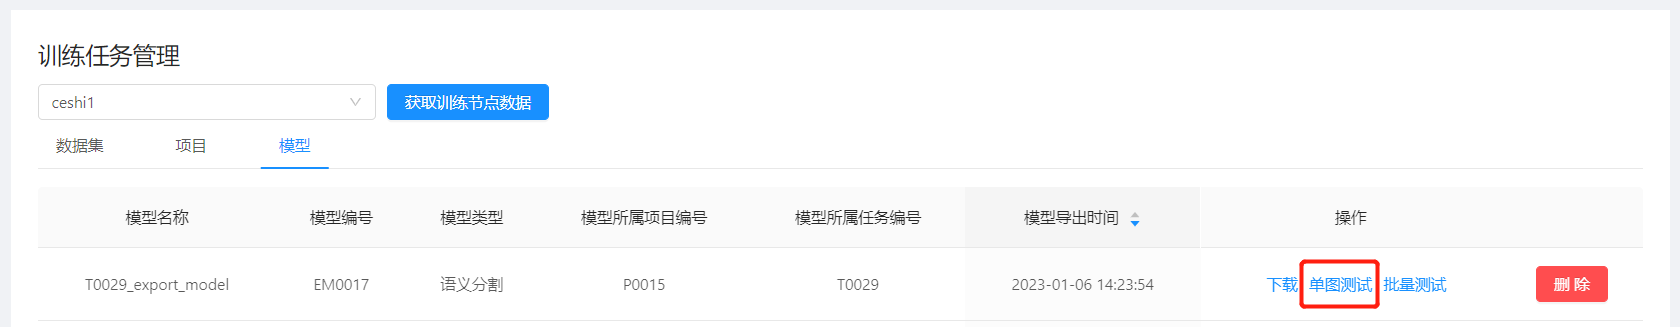 训练任务管理
ceshi1 获取训练节点数据
数据集 项目 模型
模型名称 模型编号 模型类型 模型所属项目编号 模型所属任务编号 模型导出时间 操作
T0029_export_model EM0017 语义分割 P0015 T0029 2023-01-06 14:23:54 下载 单图测试 批量测试 删 除